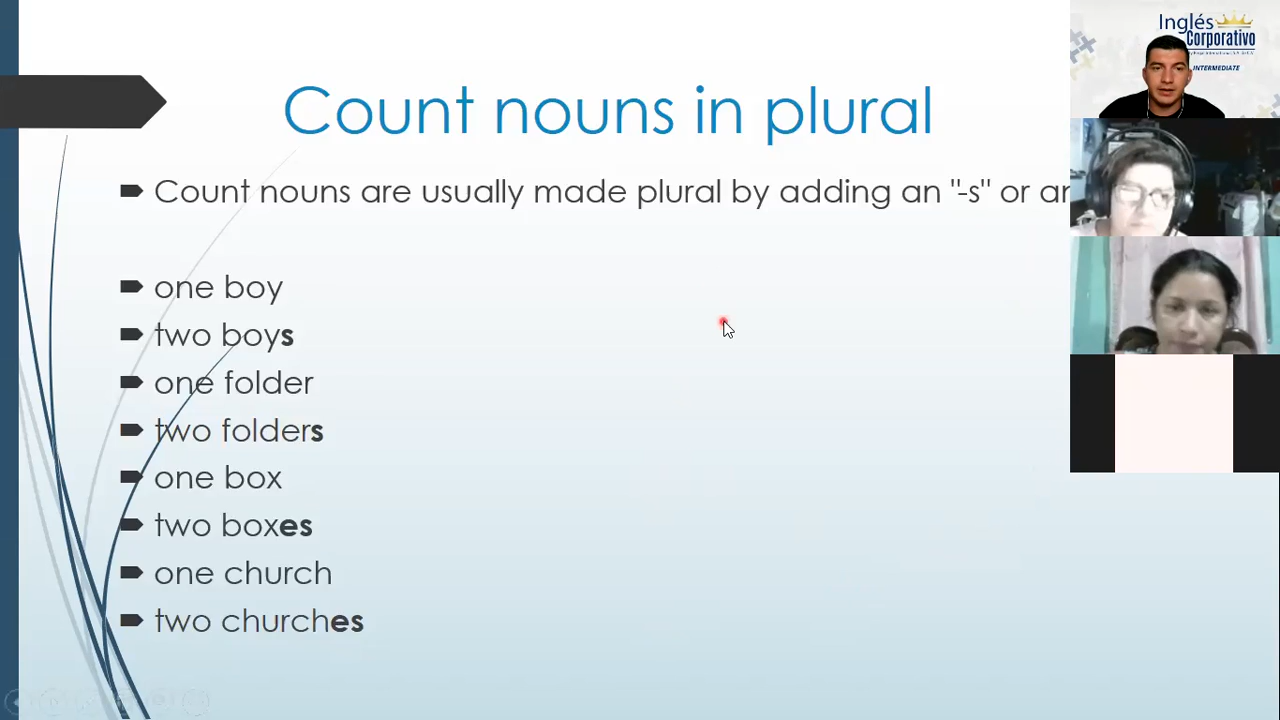 Count nouns in plural
Count nouns are usually made plural by adding an "-s" or
one boy
two boys
one folder
two folders
one box
two boxes
one church
two churches
Inglés
Corporativo
INTERMEDIATE